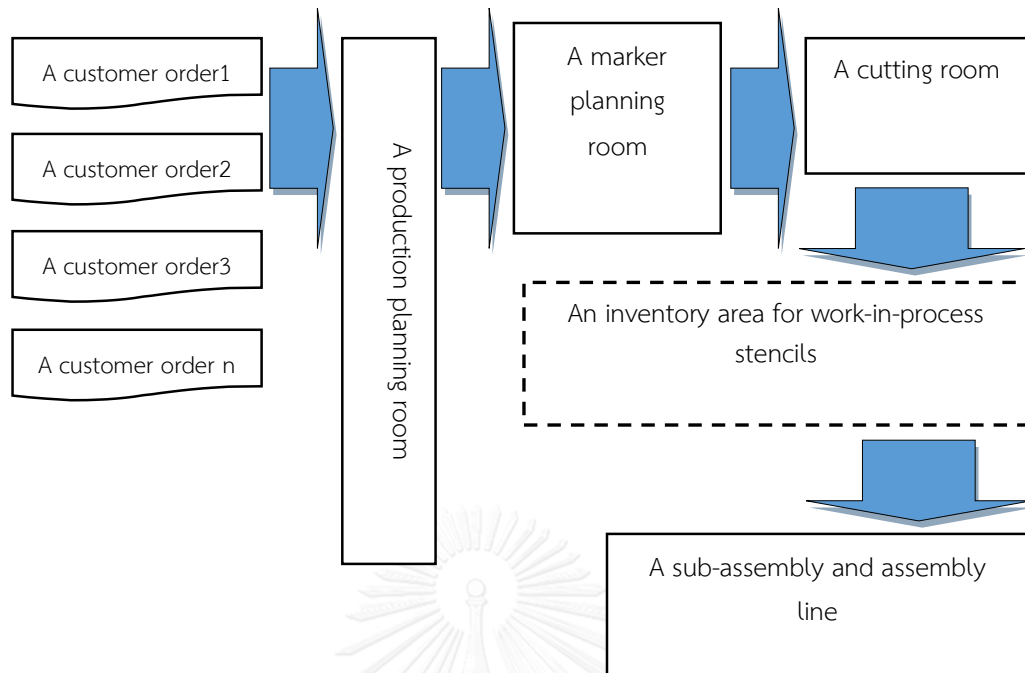 A customer order1
A customer order2
A customer order3
A customer order n
A production planning room
A marker
planning
room
A cutting room
An inventory area for work-in-process
stencils
A sub-assembly and assembly
line